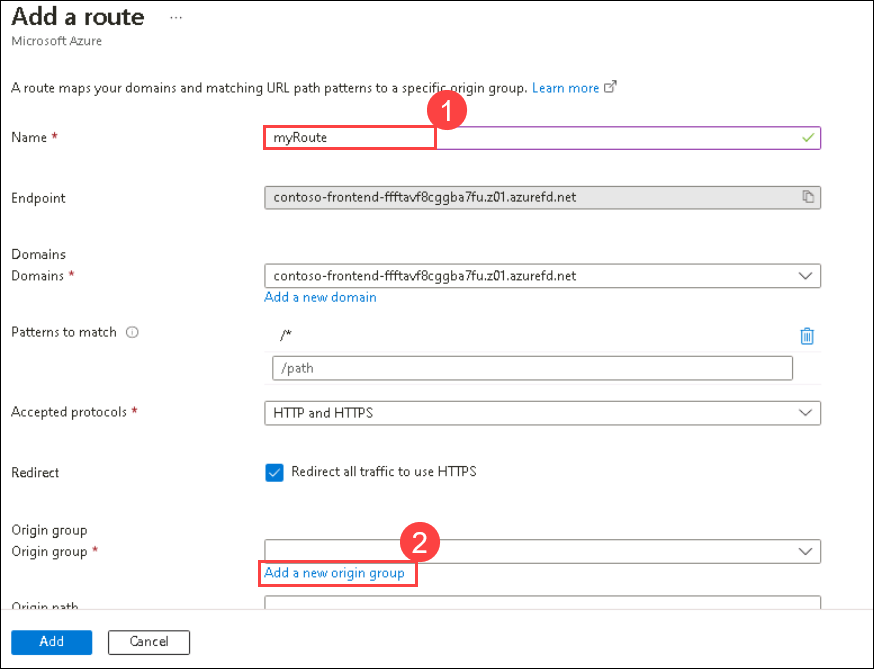 Add a route ...
Microsoft Azure
A route maps your domains and matching URL path patterns to a specific origin group. Learn more
1
Name * myRoute
Endpoint contoso-frontend-ffftavf8cggba7fu.z01.azurefd.net
Domains
Domains * contoso-frontend-ffftavf8cggba7fu.z01.azurefd.net
Add a new domain
Patterns to match /*
/path
Accepted protocols * HTTP and HTTPS
Redirect Redirect all traffic to use HTTPS
Origin group
Origin group *
2
Add a new origin group
Origin path
Add Cancel